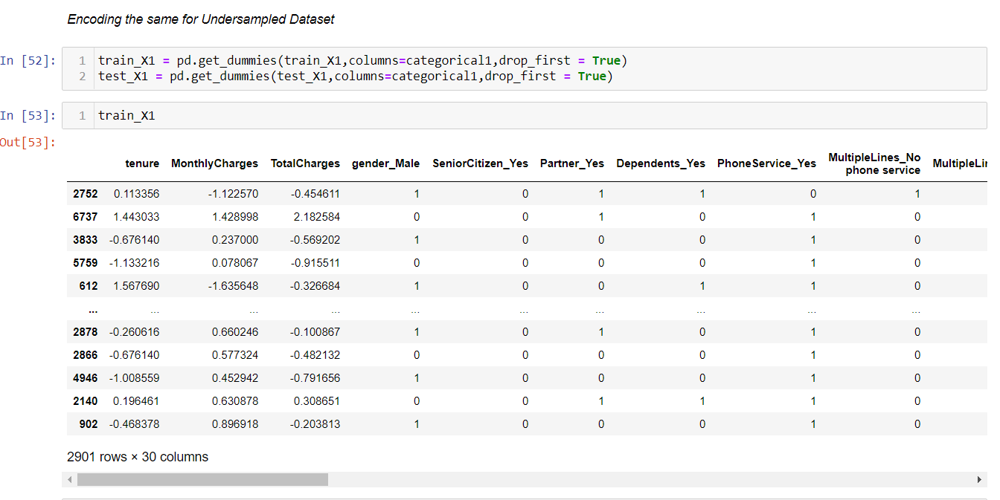 Encoding the same for Undersampled Dataset
In [52]:
1 train_X1 = pd.get_dummies(train_X1,columns=categorical1,drop_first = True)
2 test_X1 = pd.get_dummies(test_X1,columns=categorical1,drop_first = True)
In [53]:
1 train_X1
Out[53]:
tenure MonthlyCharges TotalCharges gender_Male SeniorCitizen_Yes Partner_Yes Dependents_Yes PhoneService_Yes MultipleLines_No phone service MultipleLi
2752 0.113356 -1.122570 -0.454611 1 0 1 1 0 1
6737 1.443033 1.428998 2.182584 0 0 1 0 1 0
3833 -0.676140 0.237000 -0.569202 1 0 0 0 1 0
5759 -1.133216 0.078067 -0.915511 0 0 0 0 1 0
612 1.567690 -1.635648 -0.326684 1 0 0 1 1 0
... ... ... ... ... ... ... ... ... ...
2878 -0.260616 0.660246 -0.100867 1 0 1 0 1 0
2866 -0.676140 0.577324 -0.482132 0 0 0 0 1 0
4946 -1.008559 0.452942 -0.791656 1 0 0 0 1 0
2140 0.196461 0.630878 0.308651 0 0 1 1 1 0
902 -0.468378 0.896918 -0.203813 1 0 0 0 1 0
2901 rows × 30 columns